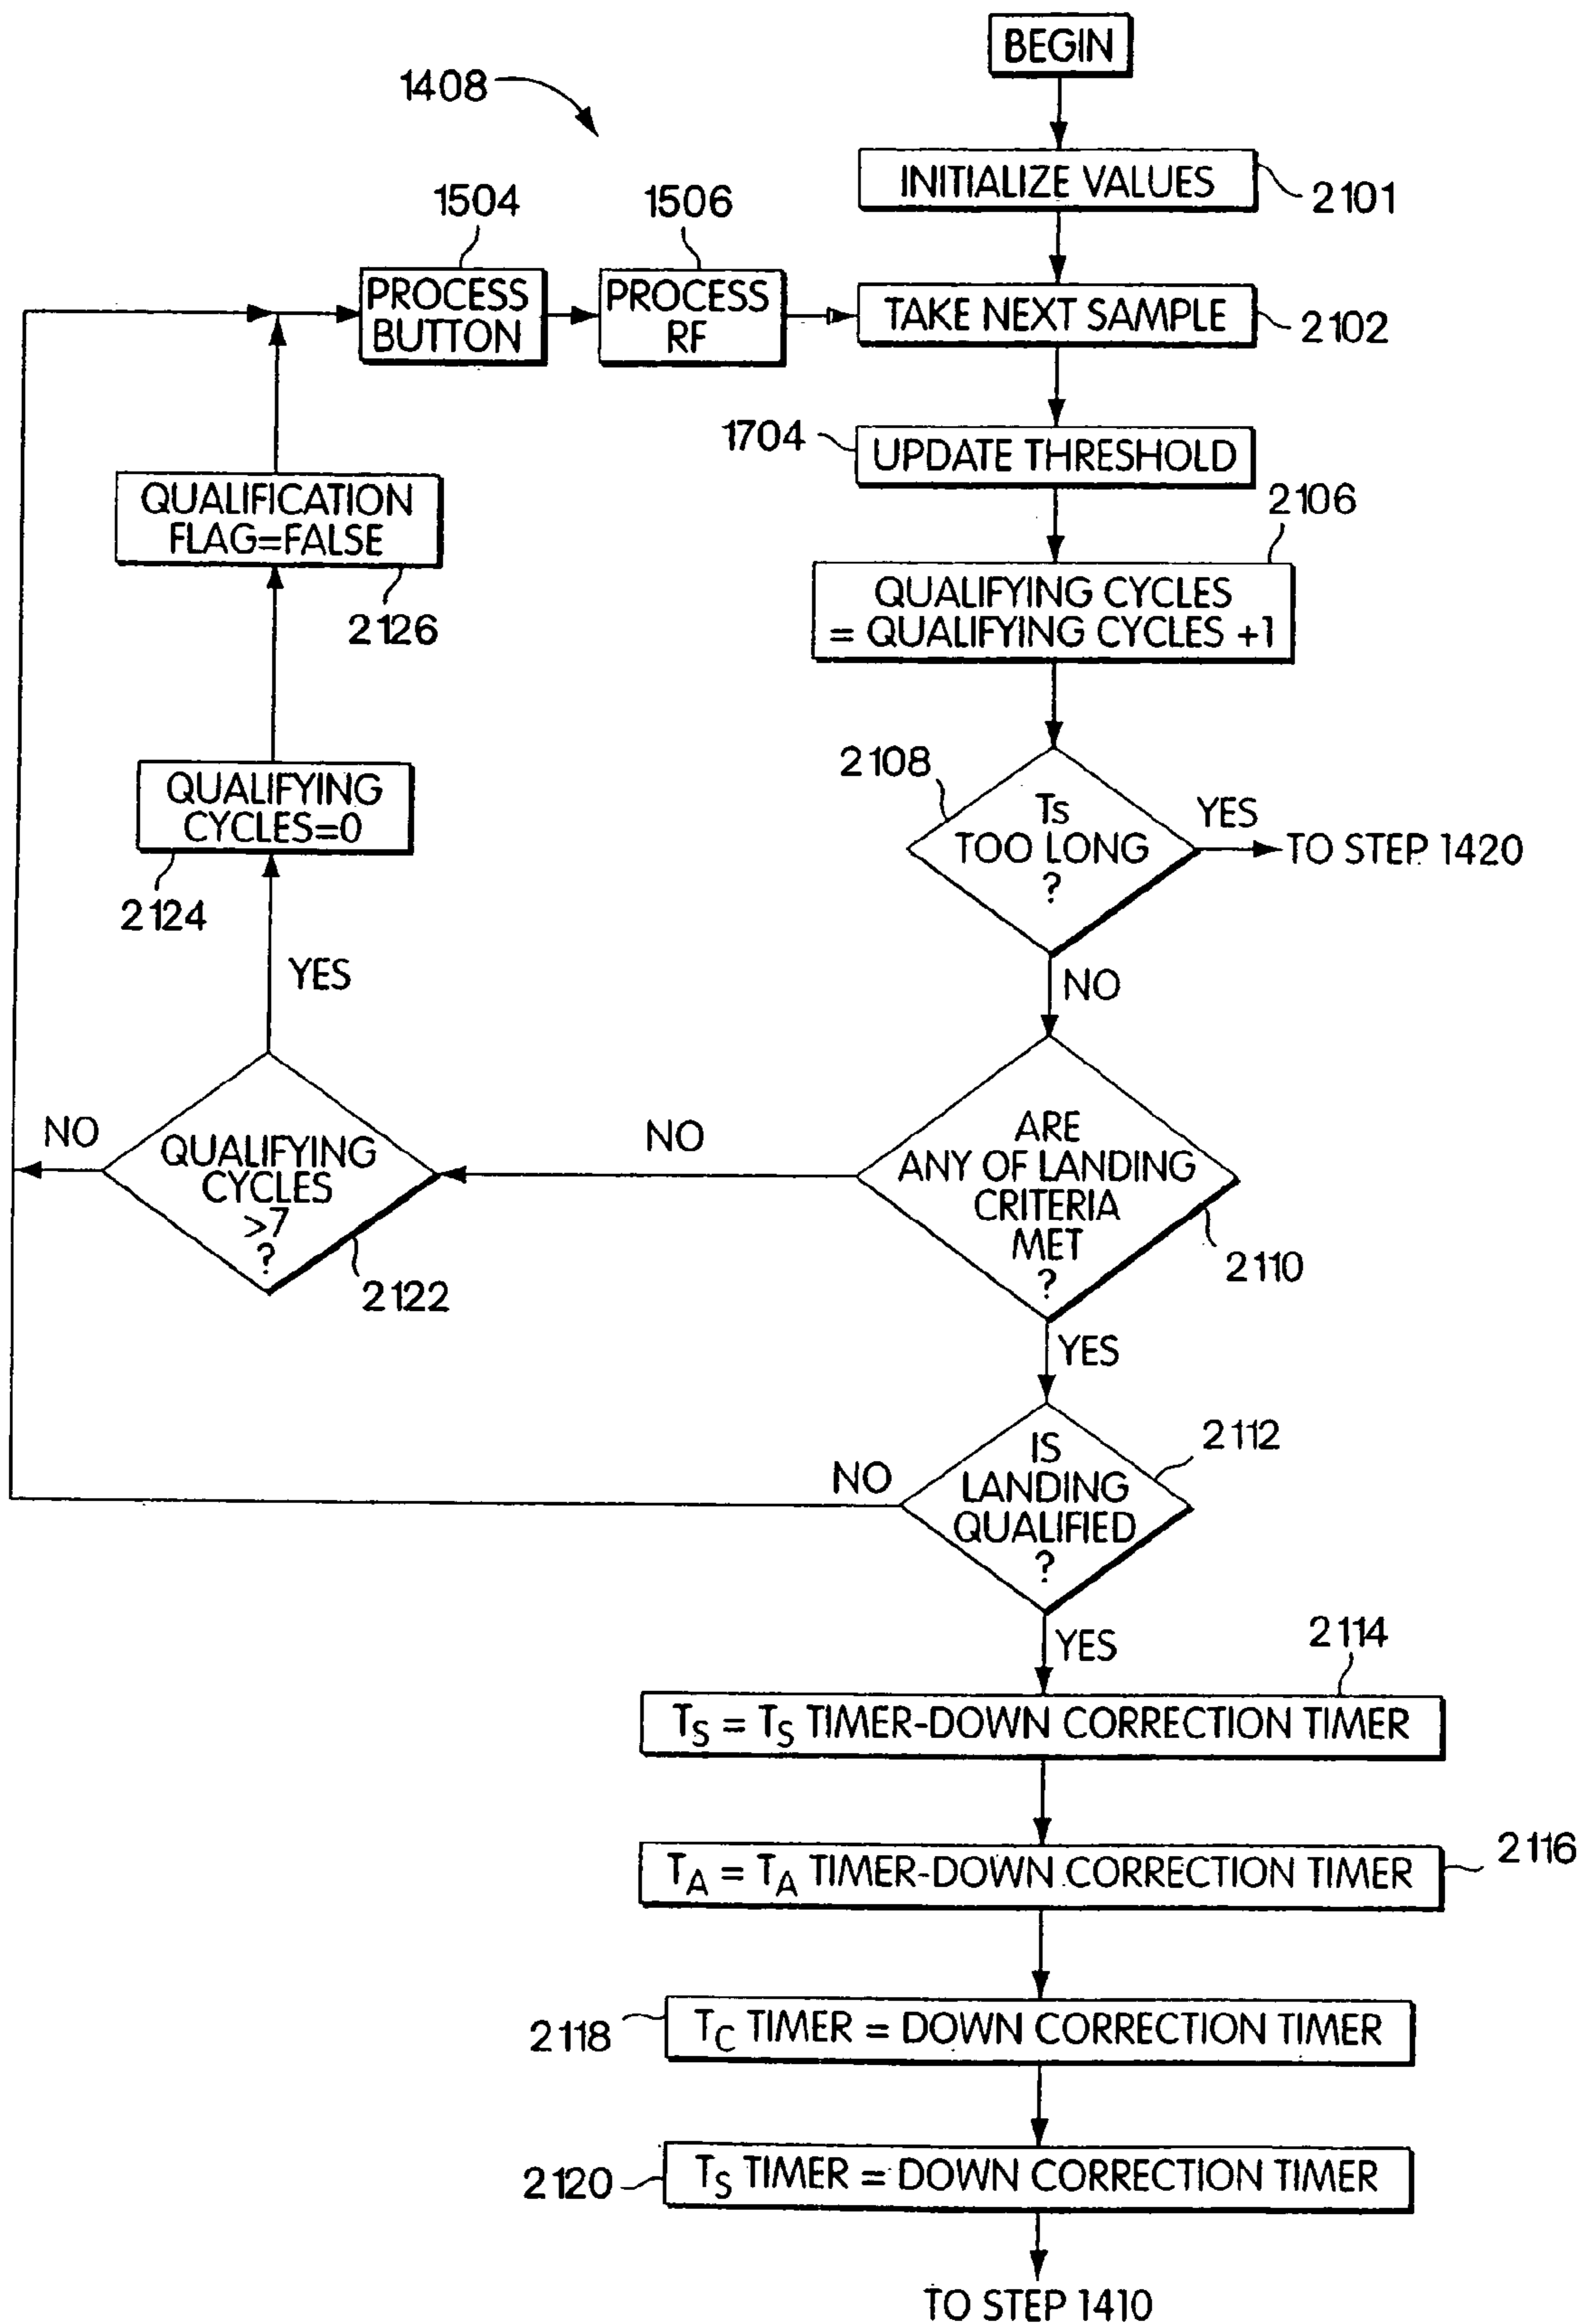 BEGIN
1408
INITIALIZE VALUES
2101
1504
1506
PROCESS
BUTTON
PROCESS
RF
TAKE NEXT SAMPLE
2102
1704
UPDATE THRESHOLD
2106
QUALIFICATION
FLAG=FALSE
2126
QUALIFYING CYCLES
= QUALIFYING CYCLES +1
2108
Ts
TOO LONG
?
YES
TO STEP 1420
QUALIFYING
CYCLES=0
2124
YES
NO
NO
QUALIFYING
CYCLES
>7
?
2122
NO
ARE
ANY OF LANDING
CRITERIA
MET
?
2110
YES
2112
NO
IS
LANDING
QUALIFIED
?
YES
2114
TS = TS TIMER-DOWN CORRECTION TIMER
2116
TA = TA TIMER-DOWN CORRECTION TIMER
2118
TC TIMER = DOWN CORRECTION TIMER
2120
TS TIMER = DOWN CORRECTION TIMER
TO STEP 1410